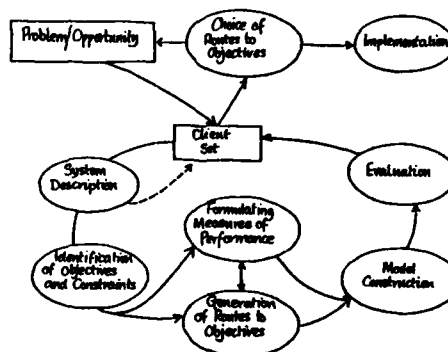 Choice of
Routes to
Objectives
Problem/Opportunity
Implementation
Client
Set
System
Description
Evaluation
Formulating
Measures of
Performance
Identification
of Objectives
and Constraints
Model
Construction
Generation
of Routes to
Objectives